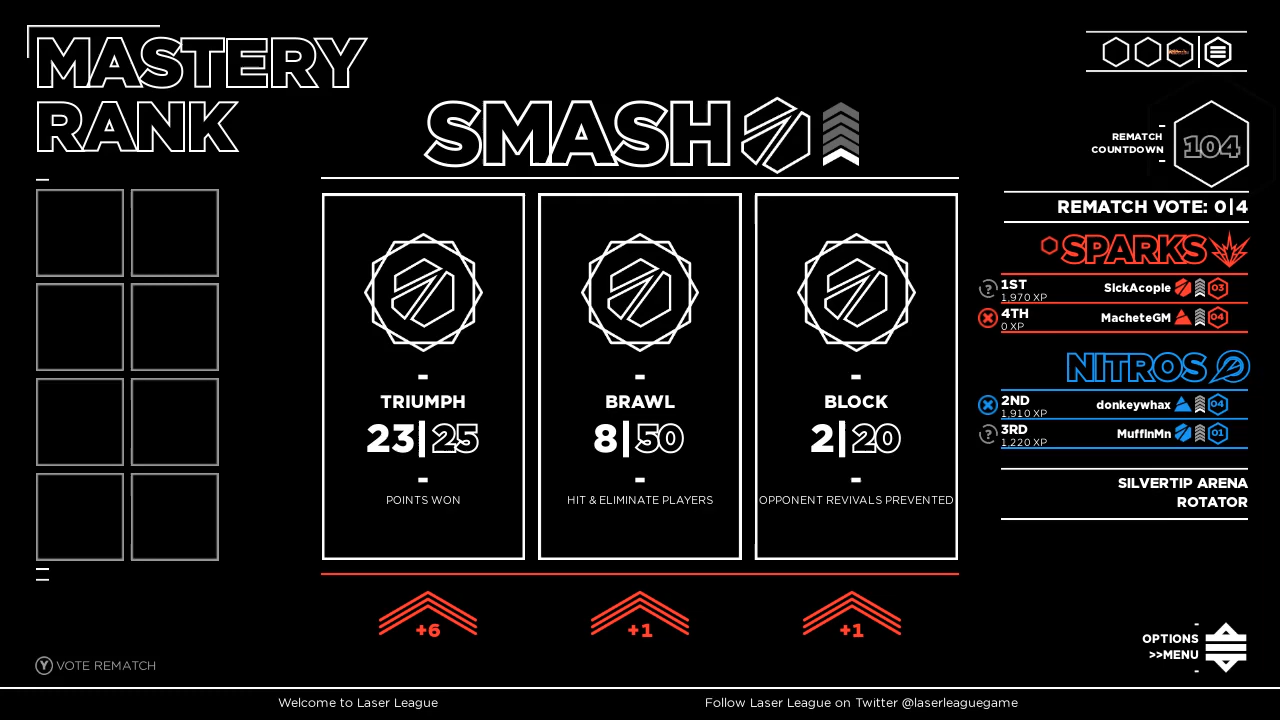 MASTERY
RANK
SMASH
REMATCH
COUNTDOWN
104
REMATCH VOTE: 0|4
SPARKS
? 1ST
1,970 XP
SickAcople
03
4TH
0 XP
MacheteGM
04
NITROS
2ND
1,910 XP
donkeywhax
04
? 3RD
1,220 XP
MuffinMn
01
SILVERTIP ARENA
ROTATOR
TRIUMPH
23|25
POINTS WON
+6
BRAWL
8|50
HIT & ELIMINATE PLAYERS
+1
BLOCK
2|20
OPPONENT REVIVALS PREVENTED
+1
OPTIONS
>>MENU
Y VOTE REMATCH
Welcome to Laser League
Follow Laser League on Twitter @laserleaguegame